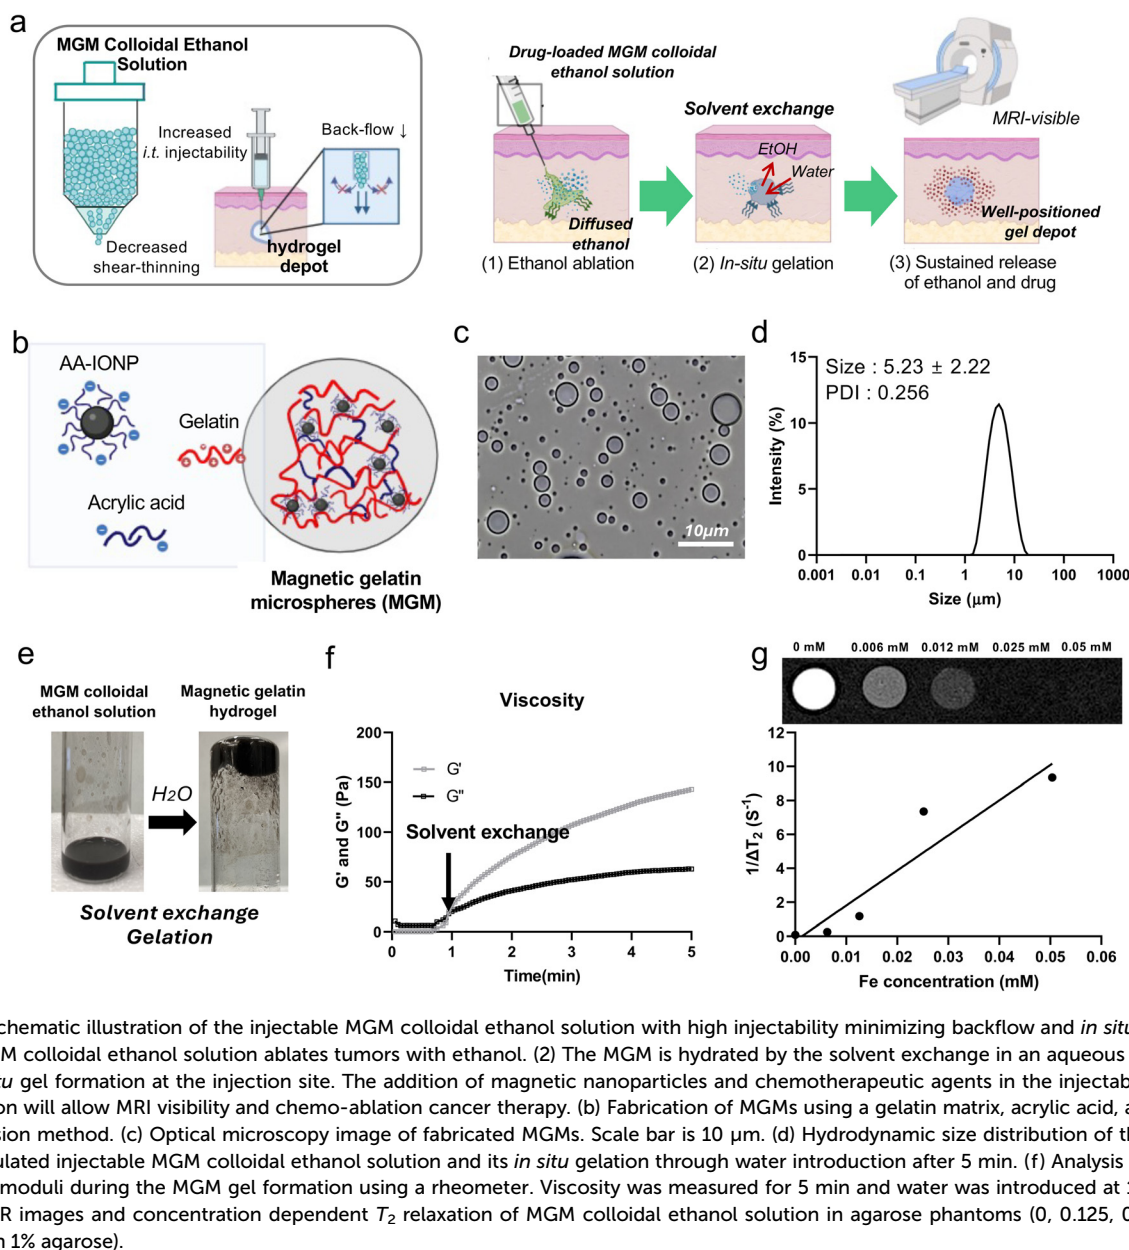 a
MGM Colloidal Ethanol
Solution
Increased
i.t. injectability
Back-flow ↓
Decreased
shear-thinning
hydrogel
depot
Drug-loaded MGM colloidal
ethanol solution
Solvent exchange
EtOH
Water
MRI-visible
Diffused
ethanol
Well-positioned
gel depot
(1) Ethanol ablation
(2) In-situ gelation
(3) Sustained release
of ethanol and drug
b
AA-IONP
Gelatin
Acrylic acid
Magnetic gelatin
microspheres (MGM)
c
10μm
d
Size : 5.23 ± 2.22
PDI : 0.256
Intensity (%)
15
10
5
0
0.001 0.01 0.1 1 10 100 1000
Size (μm)
e
MGM colloidal
ethanol solution
Magnetic gelatin
hydrogel
H2O
Solvent exchange
Gelation
f
Viscosity
G' and G" (Pa)
200
150
100
50
0
G'
G"
Solvent exchange
0 1 2 3 4 5
Time(min)
g
0 mM 0.006 mM 0.012 mM 0.025 mM 0.05 mM
1/ΔT2 (S-1)
12
10
8
6
4
2
0
0.00 0.01 0.02 0.03 0.04 0.05 0.06
Fe concentration (mM)
chematic illustration of the injectable MGM colloidal ethanol solution with high injectability minimizing backflow and in situ
M colloidal ethanol solution ablates tumors with ethanol. (2) The MGM is hydrated by the solvent exchange in an aqueous
tu gel formation at the injection site. The addition of magnetic nanoparticles and chemotherapeutic agents in the injectab
on will allow MRI visibility and chemo-ablation cancer therapy. (b) Fabrication of MGMs using a gelatin matrix, acrylic acid, a
sion method. (c) Optical microscopy image of fabricated MGMs. Scale bar is 10 μm. (d) Hydrodynamic size distribution of th
ulated injectable MGM colloidal ethanol solution and its in situ gelation through water introduction after 5 min. (f) Analysis
moduli during the MGM gel formation using a rheometer. Viscosity was measured for 5 min and water was introduced at 1
R images and concentration dependent T2 relaxation of MGM colloidal ethanol solution in agarose phantoms (0, 0.125, 0
n 1% agarose).